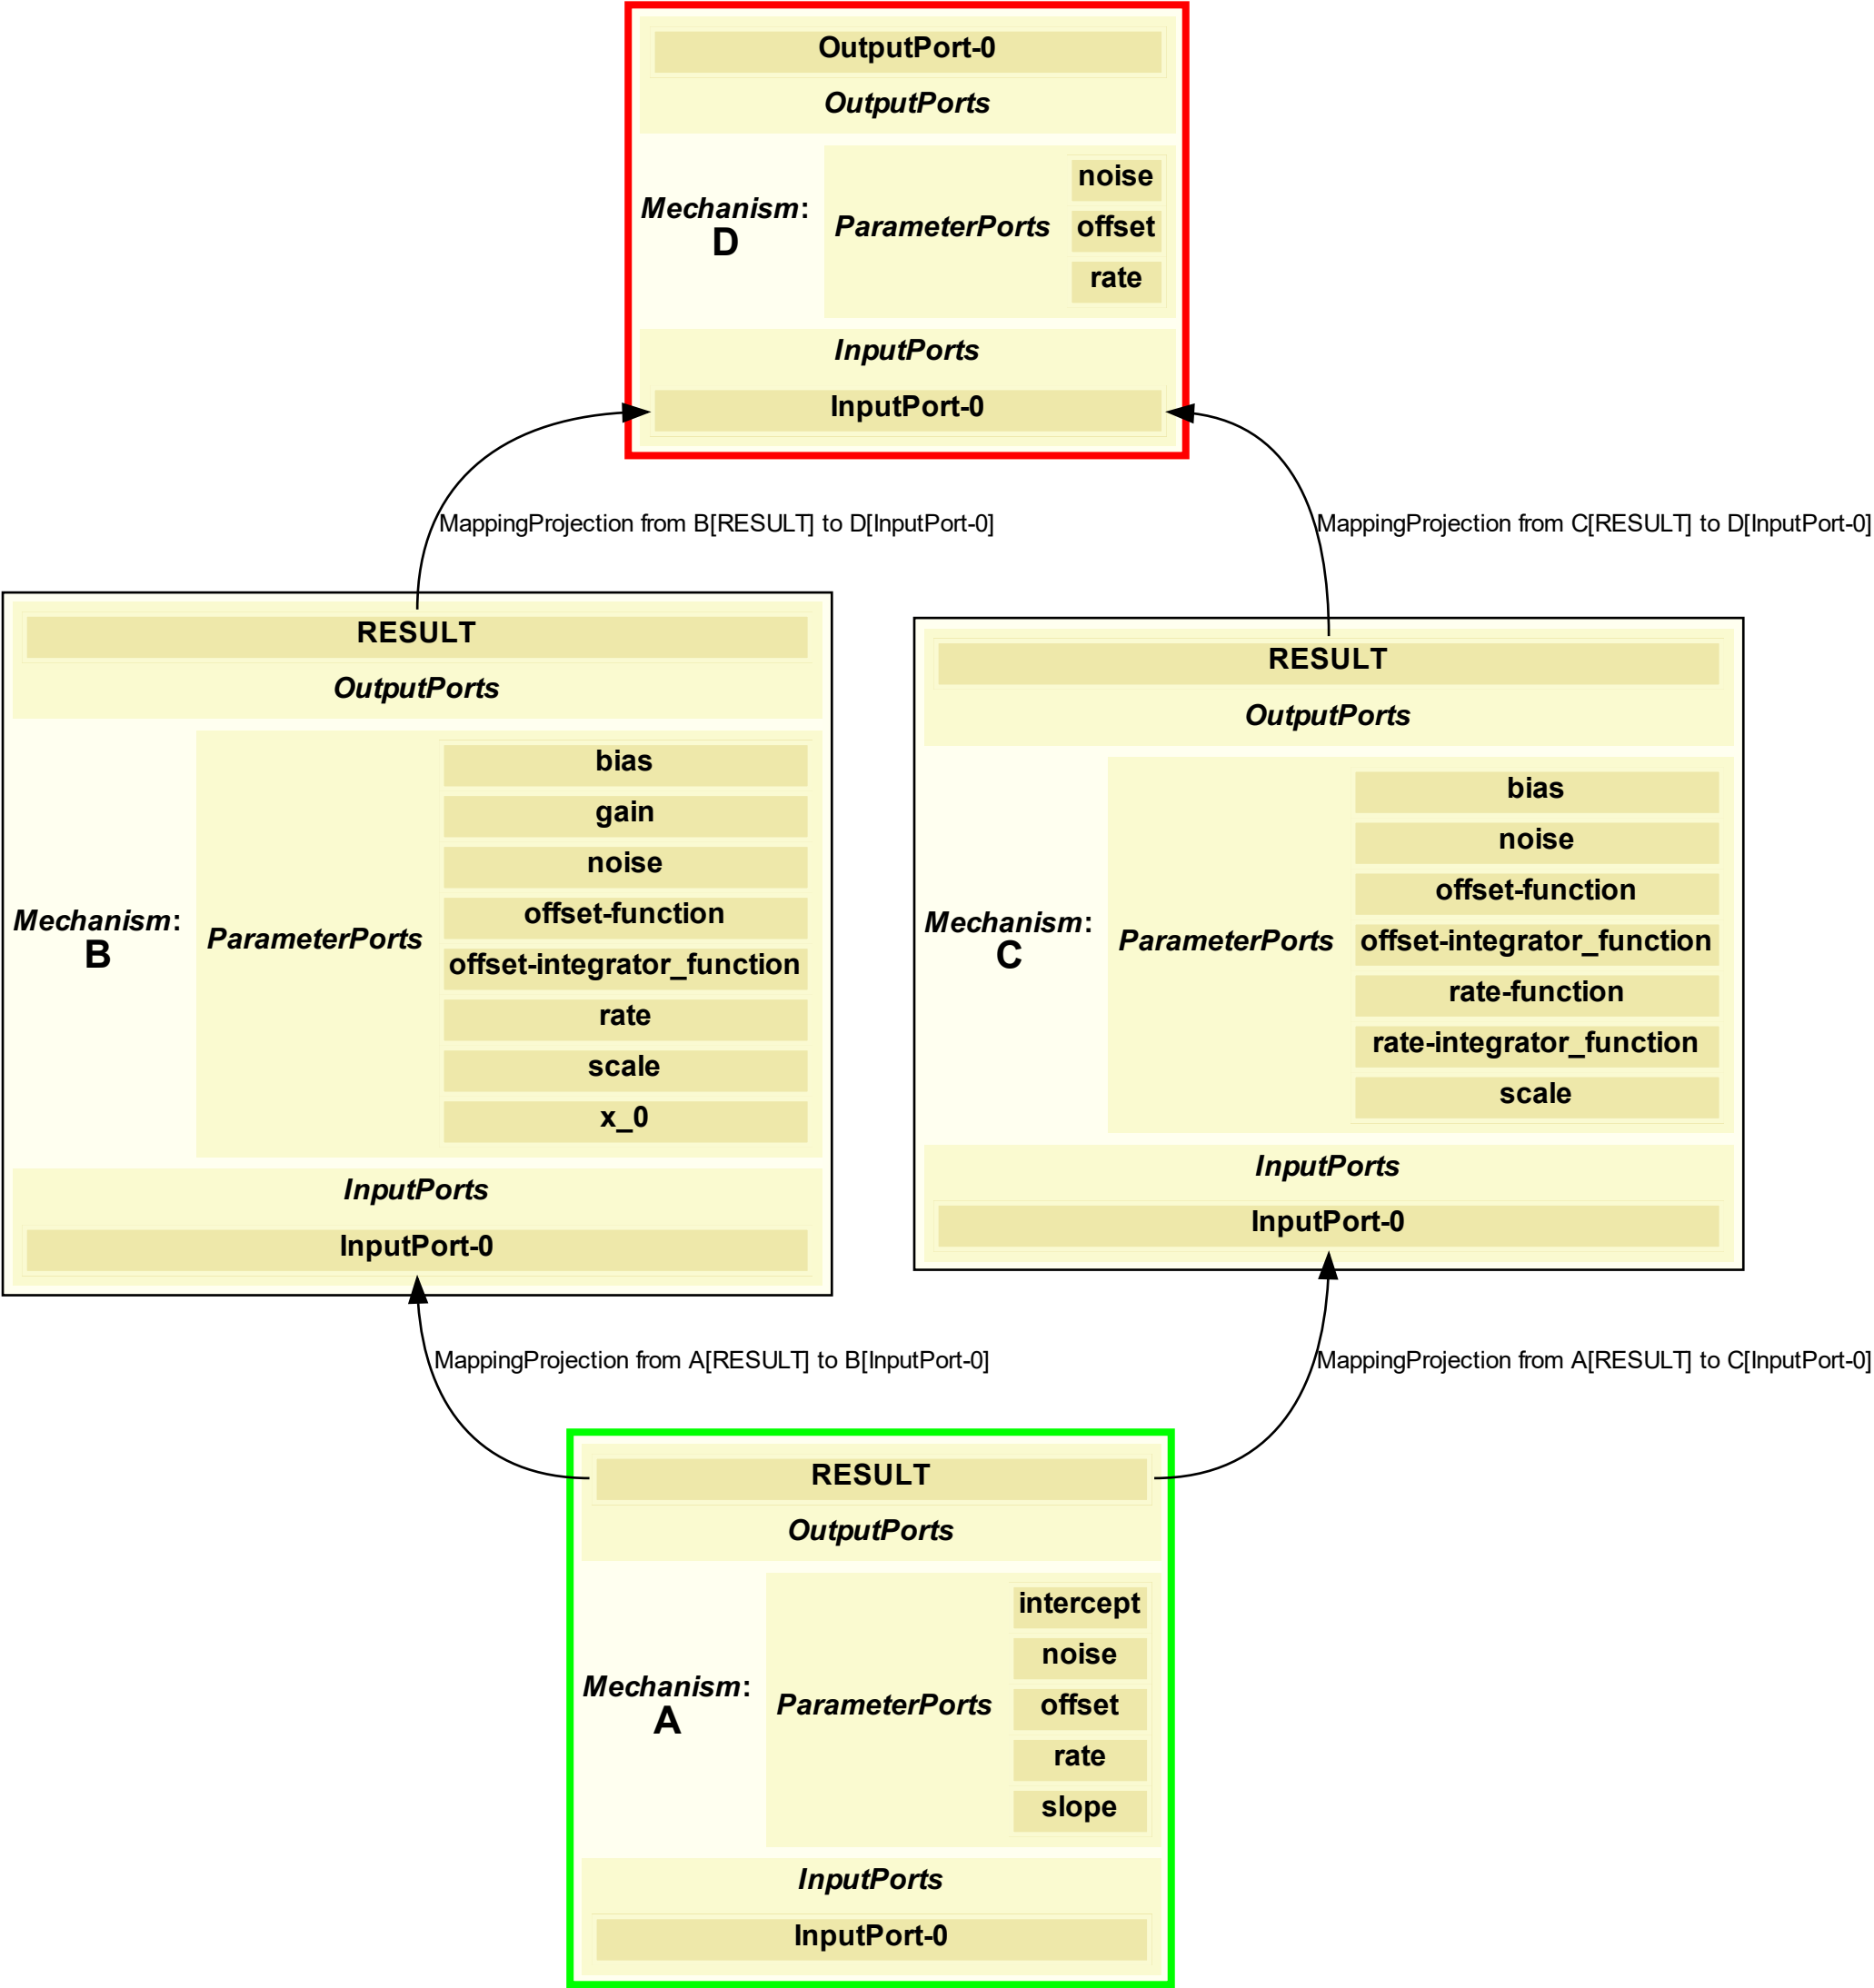 OutputPort-0
OutputPorts
Mechanism:
D
ParameterPorts
noise
offset
rate
InputPorts
InputPort-0
MappingProjection from B[RESULT] to D[InputPort-0]
MappingProjection from C[RESULT] to D[InputPort-0]
RESULT
OutputPorts
Mechanism:
B
ParameterPorts
bias
gain
noise
offset-function
offset-integrator_function
rate
scale
x_0
InputPorts
InputPort-0
RESULT
OutputPorts
Mechanism:
C
ParameterPorts
bias
noise
offset-function
offset-integrator_function
rate-function
rate-integrator_function
scale
InputPorts
InputPort-0
MappingProjection from A[RESULT] to B[InputPort-0]
MappingProjection from A[RESULT] to C[InputPort-0]
RESULT
OutputPorts
Mechanism:
A
ParameterPorts
intercept
noise
offset
rate
slope
InputPorts
InputPort-0